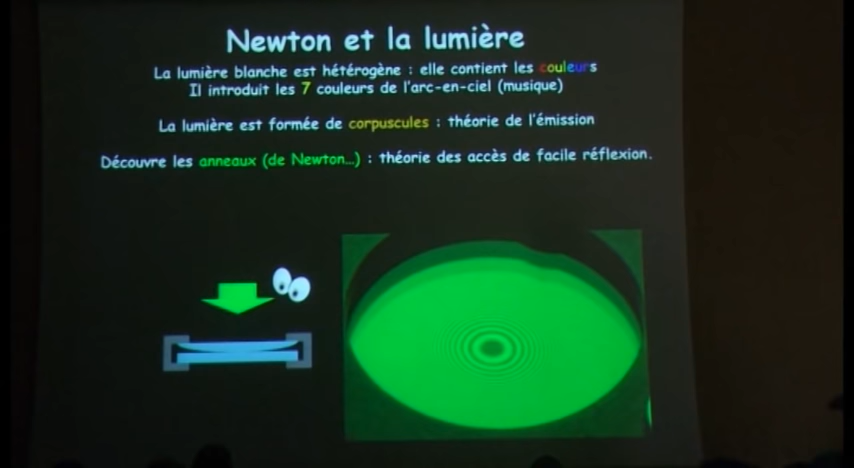 Newton et la lumière
La lumière blanche est hétérogène : elle contient les couleurs
Il introduit les 7 couleurs de l'arc-en-ciel (musique)
La lumière est formée de corpuscules : théorie de l'émission
Découvre les anneaux (de Newton...) : théorie des accès de facile réflexion.